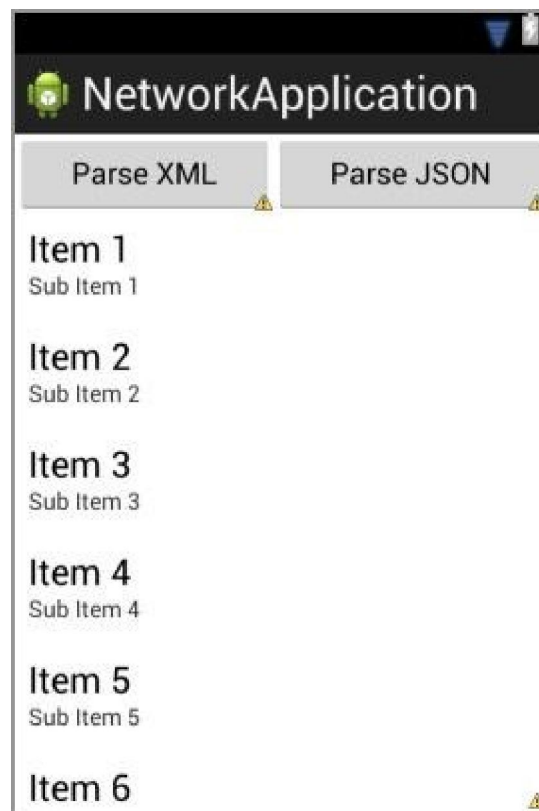 NetworkApplication
Parse XML Parse JSON
Item 1
Sub Item 1
Item 2
Sub Item 2
Item 3
Sub Item 3
Item 4
Sub Item 4
Item 5
Sub Item 5
Item 6